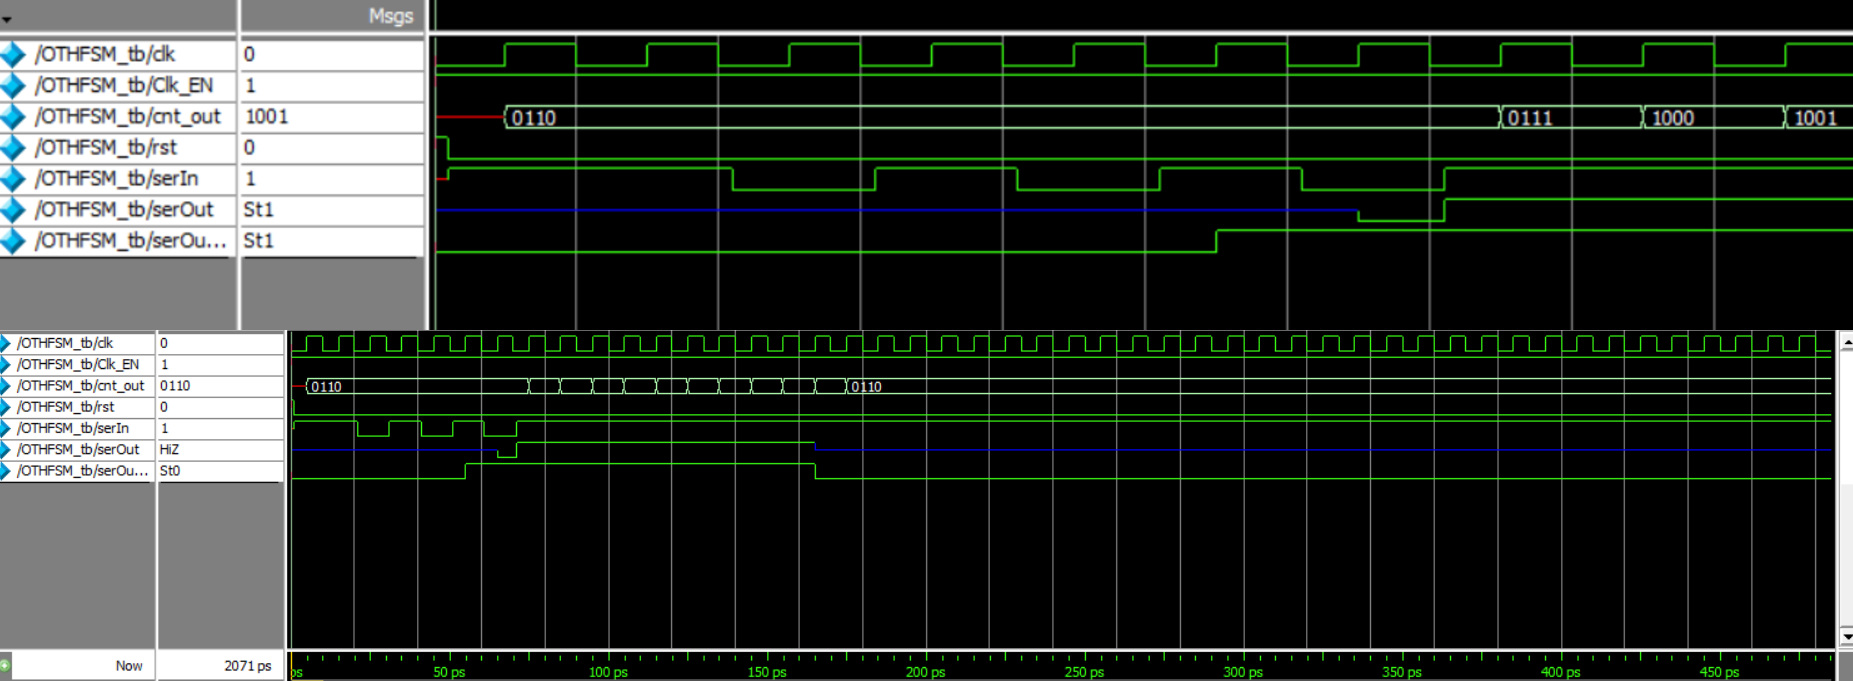 Msgs
/OTHFSM_tb/clk 0
/OTHFSM_tb/Clk_EN 1
/OTHFSM_tb/cnt_out 1001 0110 0111 1000 1001
/OTHFSM_tb/rst 0
/OTHFSM_tb/serIn 1
/OTHFSM_tb/serOut St1
/OTHFSM_tb/serOu... St1
/OTHFSM_tb/clk 0
/OTHFSM_tb/Clk_EN 1
/OTHFSM_tb/cnt_out 0110 0110 0110
/OTHFSM_tb/rst 0
/OTHFSM_tb/serIn 1
/OTHFSM_tb/serOut HiZ
/OTHFSM_tb/serOu... St0
Now 2071 ps ps 50 ps 100 ps 150 ps 200 ps 250 ps 300 ps 350 ps 400 ps 450 ps